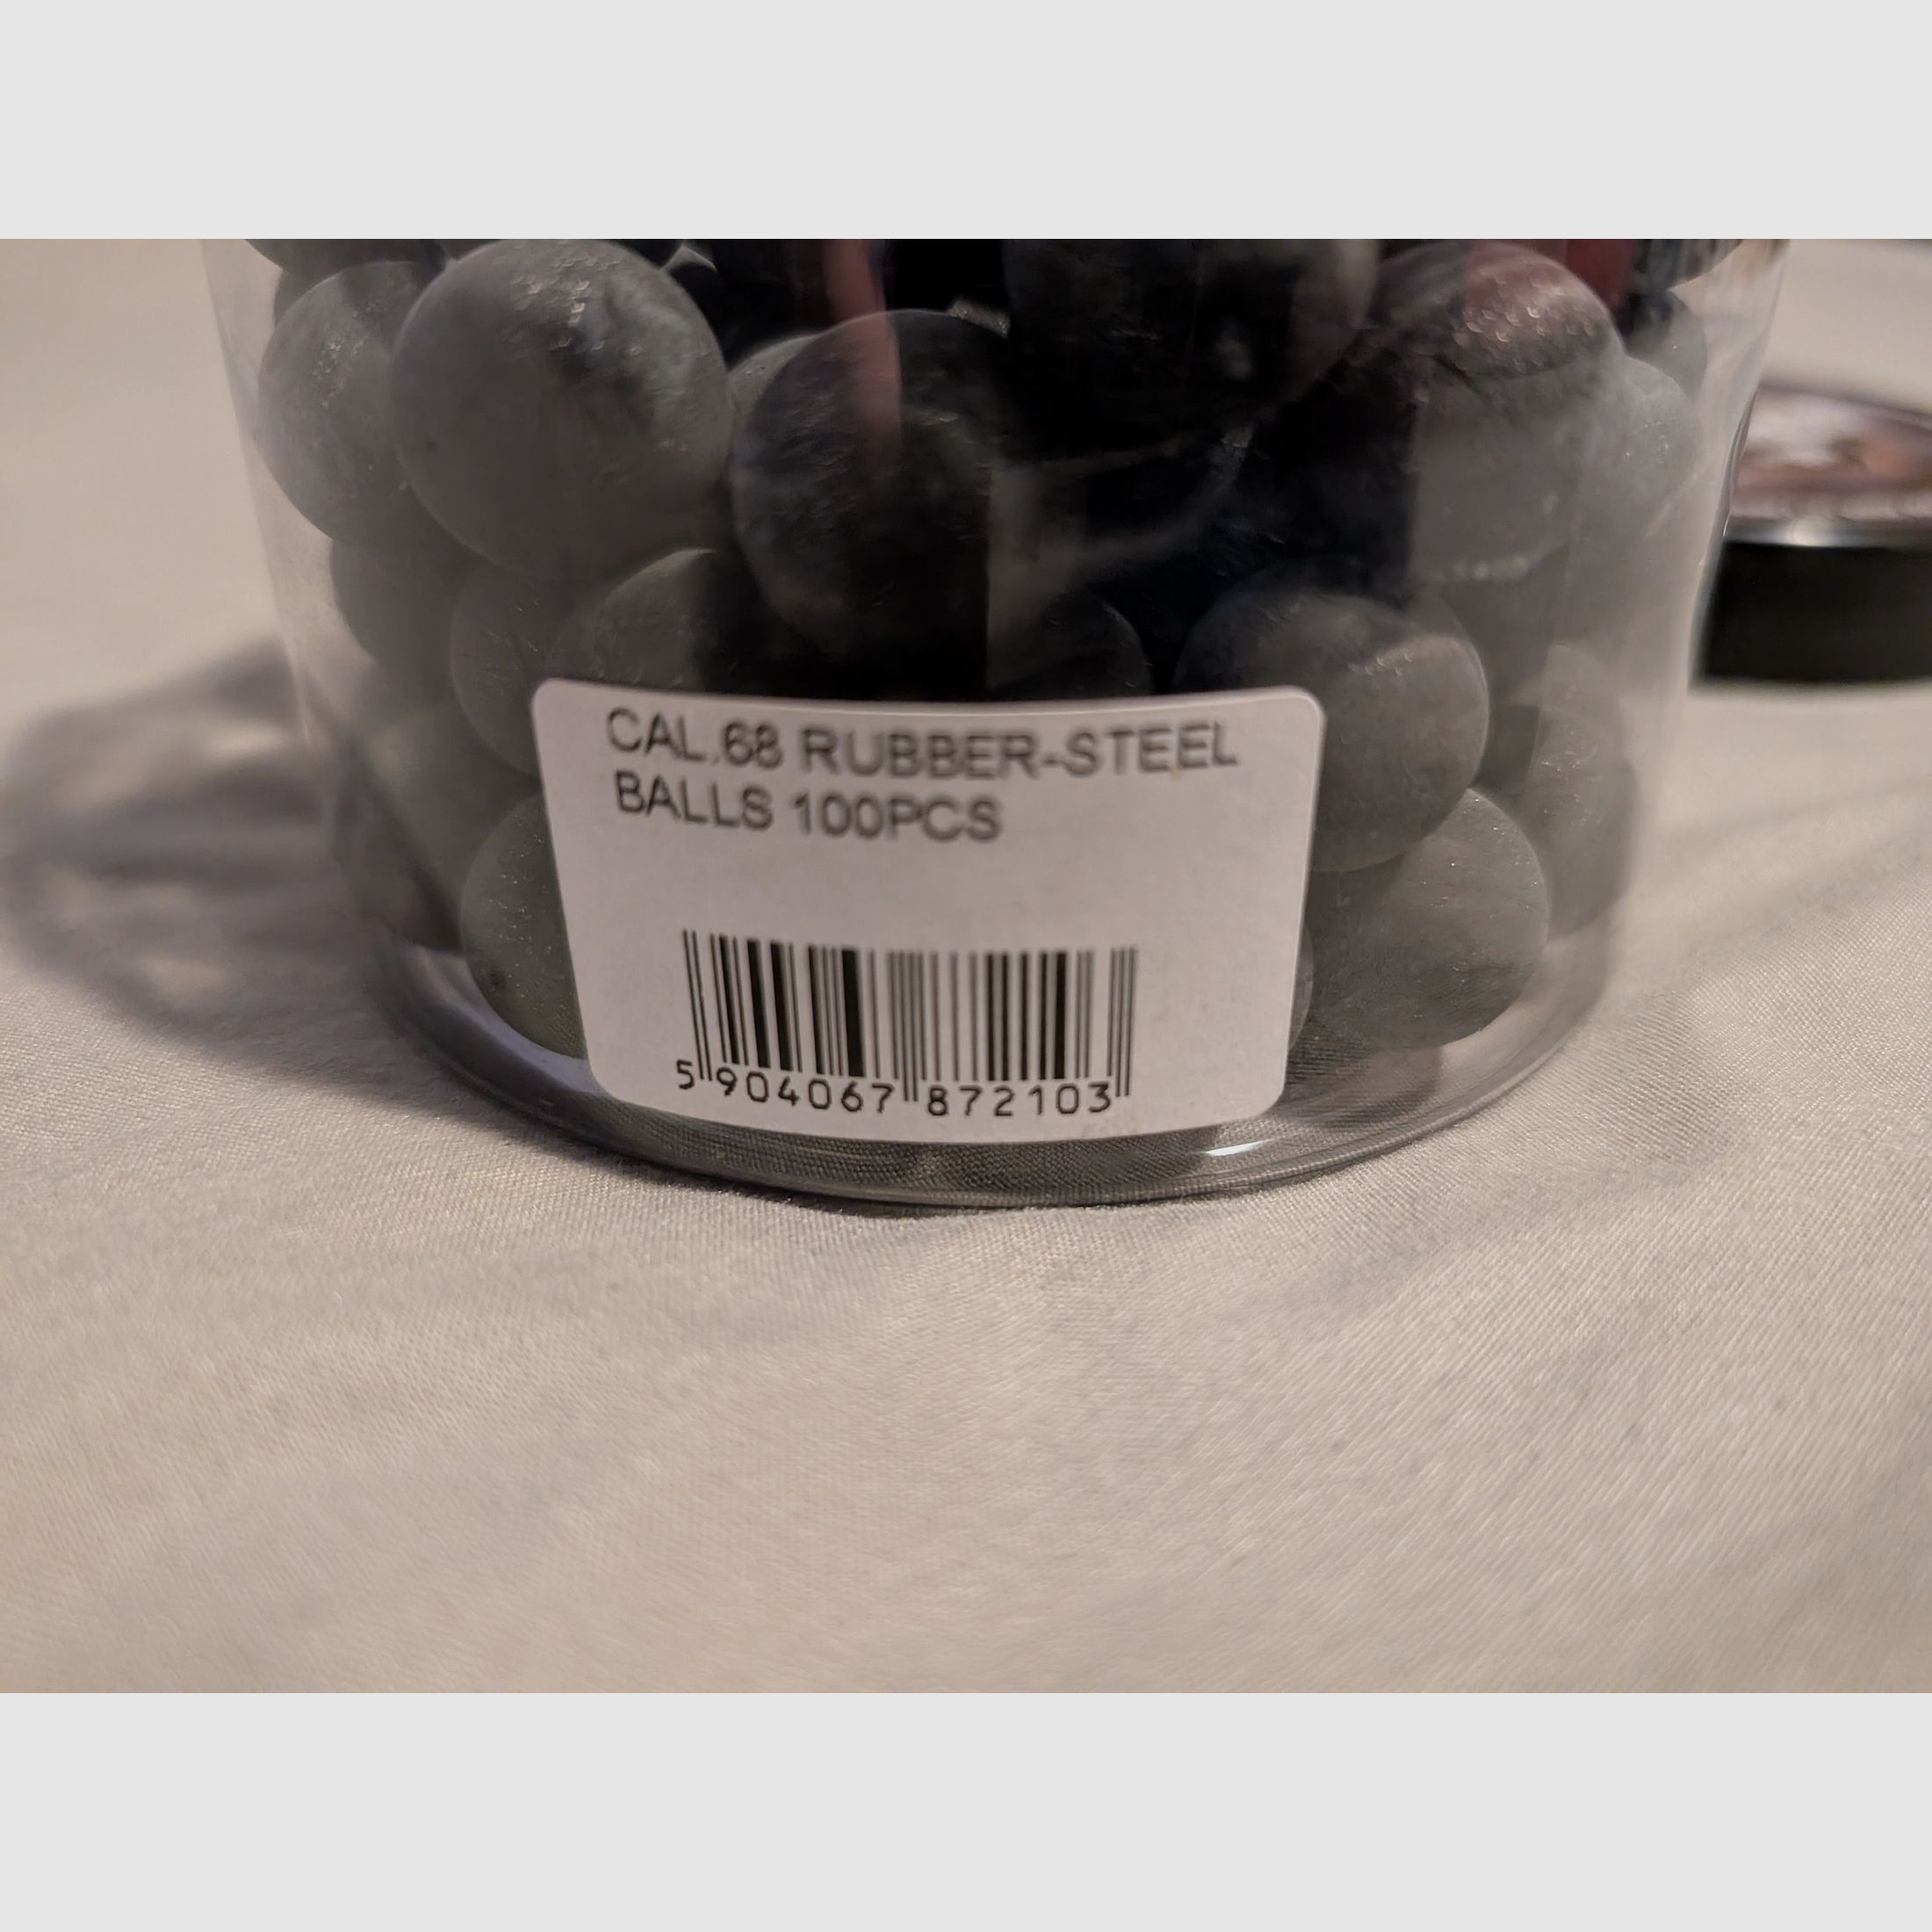 CAL.68 RUBBER-STEEL
BALLS 100PCS
5 904067 872103